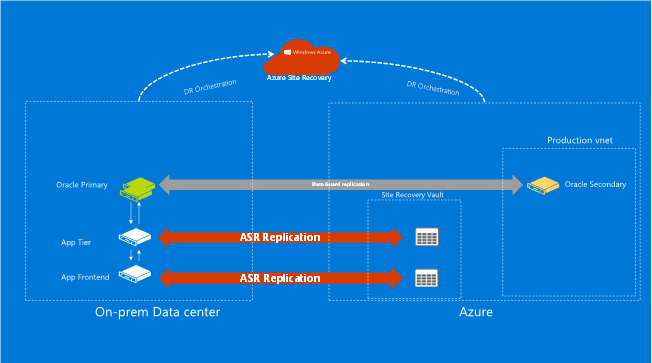 Windows Azure
Azure Site Recovery
DR Orchestration
DR Orchestration
Production vnet
Oracle Primary
Data Guard replication
Oracle Secondary
Site Recovery Vault
App Tier
ASR Replication
App Frontend
ASR Replication
On-prem Data center
Azure